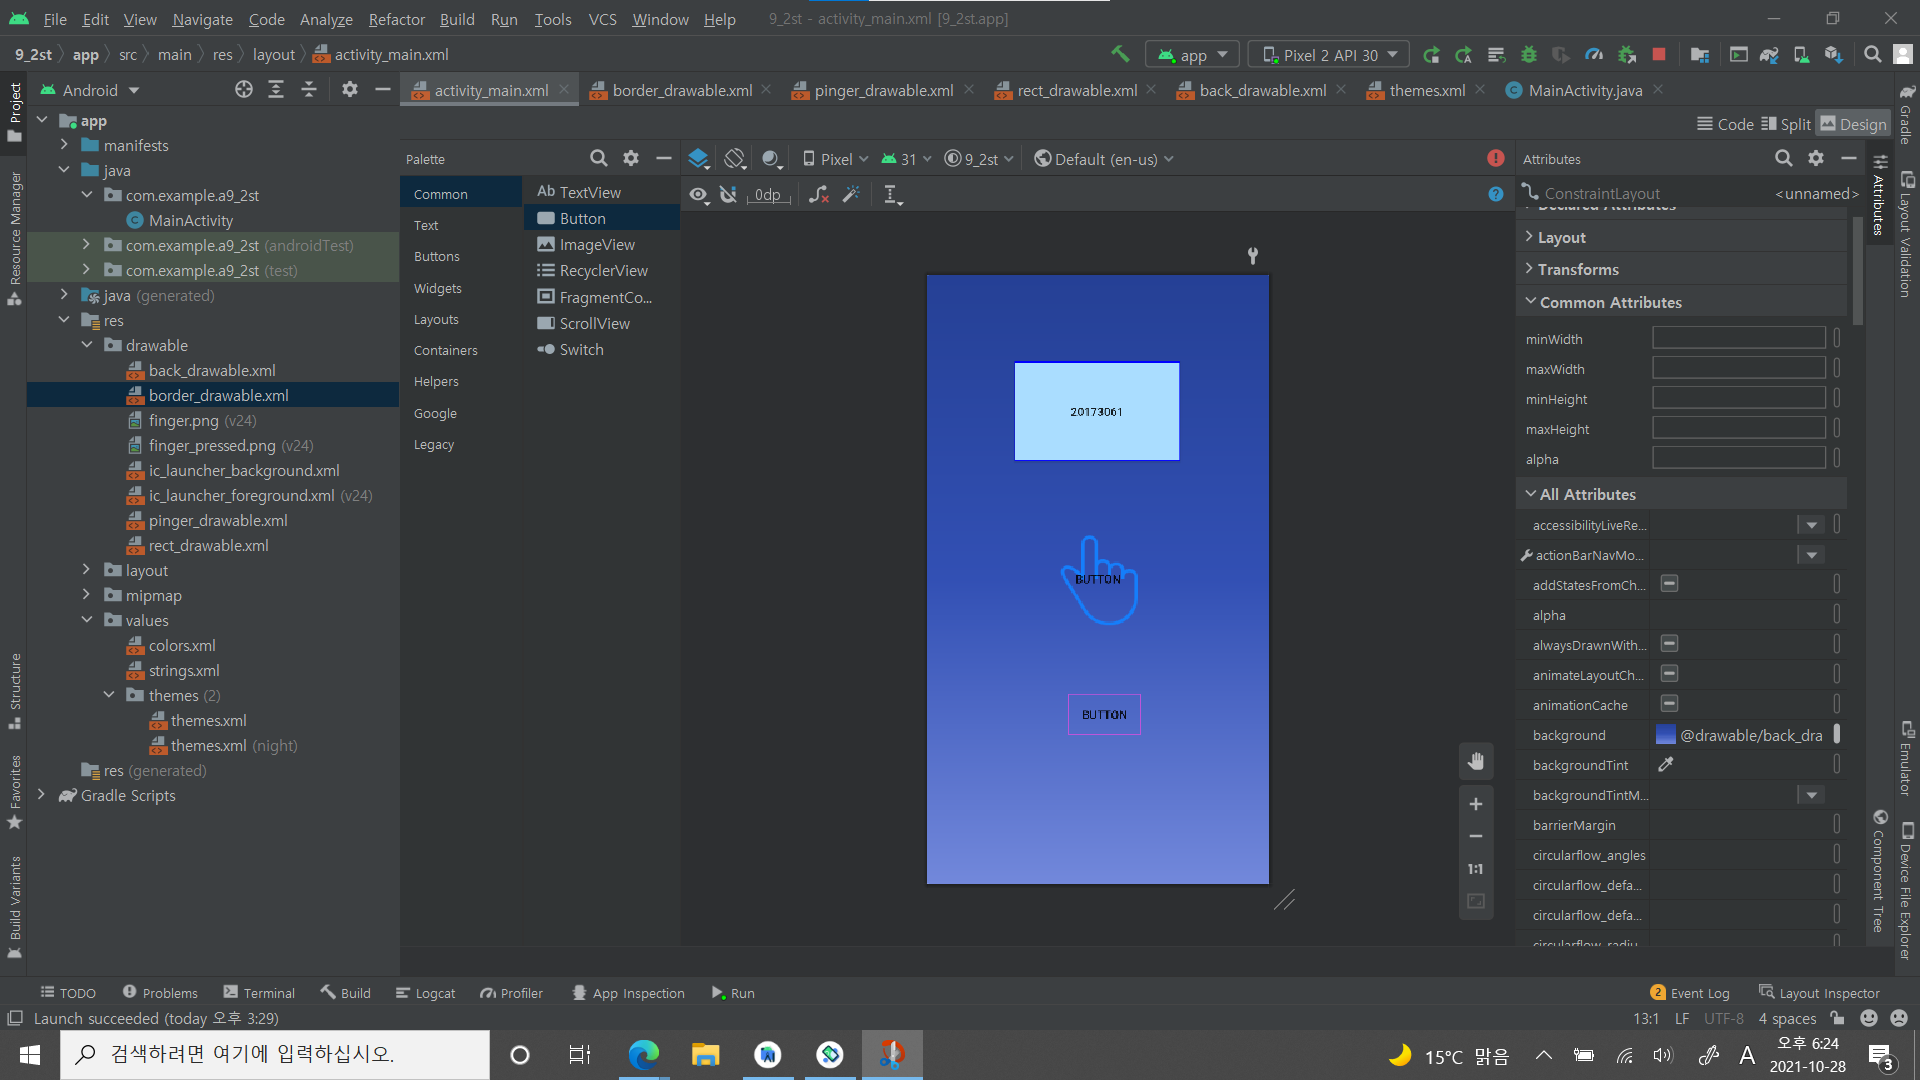 File Edit View Navigate Code Analyze Refactor Build Run Tools VCS Window Help 9_2st - activity_main.xml [9_2st.app]
9_2st app src main res layout activity_main.xml app Pixel 2 API 30
Project
Resource Manager
Structure
Favorites
Build Variants
Android
app
manifests
java
com.example.a9_2st
MainActivity
com.example.a9_2st (androidTest)
com.example.a9_2st (test)
java (generated)
res
drawable
back_drawable.xml
border_drawable.xml
finger.png (v24)
finger_pressed.png (v24)
ic_launcher_background.xml
ic_launcher_foreground.xml (v24)
pinger_drawable.xml
rect_drawable.xml
layout
mipmap
values
colors.xml
strings.xml
themes (2)
themes.xml
themes.xml (night)
res (generated)
Gradle Scripts
activity_main.xml border_drawable.xml pinger_drawable.xml rect_drawable.xml back_drawable.xml themes.xml MainActivity.java
Code Split Design
Palette
Common
Text
Buttons
Widgets
Layouts
Containers
Helpers
Google
Legacy
Ab TextView
Button
ImageView
RecyclerView
FragmentCo...
ScrollView
Switch
Pixel 31 9_2st Default (en-us)
0dp
20173061
BUTTON
BUTTON
1:1
Attributes
ConstraintLayout <unnamed>
Declared Attributes
Layout
Transforms
Common Attributes
minWidth
maxWidth
minHeight
maxHeight
alpha
All Attributes
accessibilityLiveRe...
actionBarNavMo...
addStatesFromCh...
alpha
alwaysDrawnWith...
animateLayoutCh...
animationCache
background @drawable/back_dra
backgroundTint
backgroundTintM...
barrierMargin
circularflow_angles
circularflow_defa...
circularflow_defa...
circularflow_radiu...
Attributes
Component Tree
Gradle
Layout Validation
Emulator
Device File Explorer
TODO Problems Terminal Build Logcat Profiler App Inspection Run 2 Event Log Layout Inspector
Launch succeeded (today 오후 3:29) 13:1 LF UTF-8 4 spaces
검색하려면 여기에 입력하십시오. 15°C 맑음 A 오후 6:24
2021-10-28 3